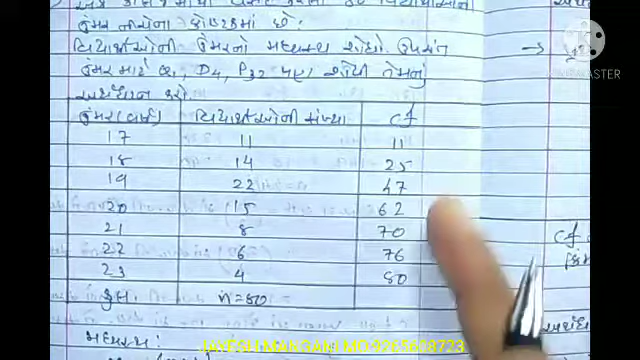 ઉંમર નીચેના કોષ્ટકમાં છે:
વિદ્યાર્થીઓની ઉંમરનો મધ્યસ્થ શોધો. ઉપરાંત
ઉંમર માટે Q₁, D₄, P₃₂ પણ શોધી તેમનું
અર્થઘટન કરો.
ઉંમર(વર્ષ) વિદ્યાર્થીઓની સંખ્યા cf
17 11 11
18 14 25
19 22 47
20 15 62
21 8 70
22 6 76
23 4 80
કુલ n=80
મધ્યસ્થ:
cf
MASTER
JAYESH MANGANI MO.9265608723